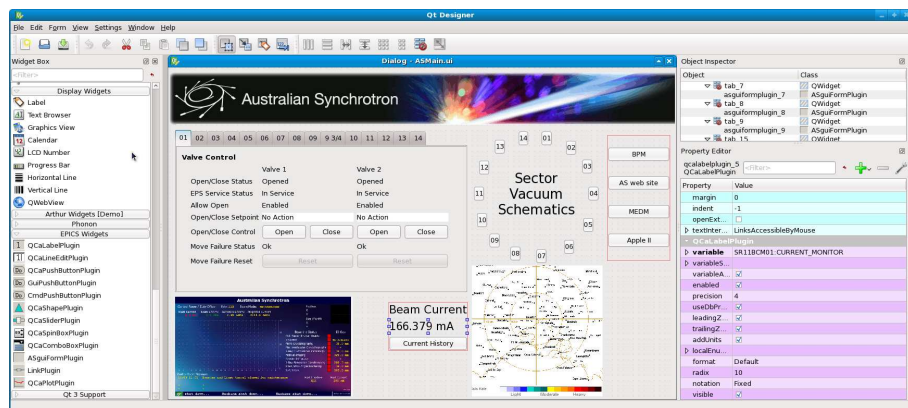 Qt Designer
File Edit Form View Settings Window Help
Widget Box
<Filter>
Display Widgets
Label
Text Browser
Graphics View
Calendar
LCD Number
Progress Bar
Horizontal Line
Vertical Line
QWebView
Arthur Widgets [Demo]
Phonon
EPICS Widgets
QCaLabelPlugin
QCaLineEditPlugin
QCaPushButtonPlugin
GuiPushButtonPlugin
CmdPushButtonPlugin
QCaShapePlugin
QCaSliderPlugin
QCaSpinBoxPlugin
QCaComboBoxPlugin
ASguiFormPlugin
LinkPlugin
QCaPlotPlugin
Qt 3 Support
Dialog - ASMain.ui
Australian Synchrotron
01 02 03 04 05 06 07 08 09 9 3/4 10 11 12 13 14
Valve Control
Valve 1 Valve 2
Open/Close Status Opened Opened
EPS Service Status In Service In Service
Allow Open Enabled Enabled
Open/Close Setpoint No Action No Action
Open/Close Control Open Close Open Close
Move Failure Status Ok Ok
Move Failure Reset Reset Reset
Australian Synchrotron
Beam Current
166.379 mA
Current History
14 01
13 02
12 03
11 04
10 05
09 06
08 07
Sector
Vacuum
Schematics
BPM
AS web site
MEDM
Apple II
Light Moderate Heavy
Object Inspector
Object Class
tab_7 QWidget
asguiformplugin_7 ASguiFormPlugin
tab_8 QWidget
asguiformplugin_8 ASguiFormPlugin
tab_9 QWidget
asguiformplugin_9 ASguiFormPlugin
tab_15 QWidget
Property Editor
qcalabelplugin_5
QCaLabelPlugin
<Filter>
Property Value
margin 0
indent -1
openExt...
textInter... LinksAccessibleByMouse
QCaLabelPlugin
variable SR11BCM01:CURRENT_MONITOR
variableS...
variableA...
enabled
precision 4
useDbPr...
leadingZ...
trailingZ...
addUnits
localEnu...
format Default
radix 10
notation Fixed
visible